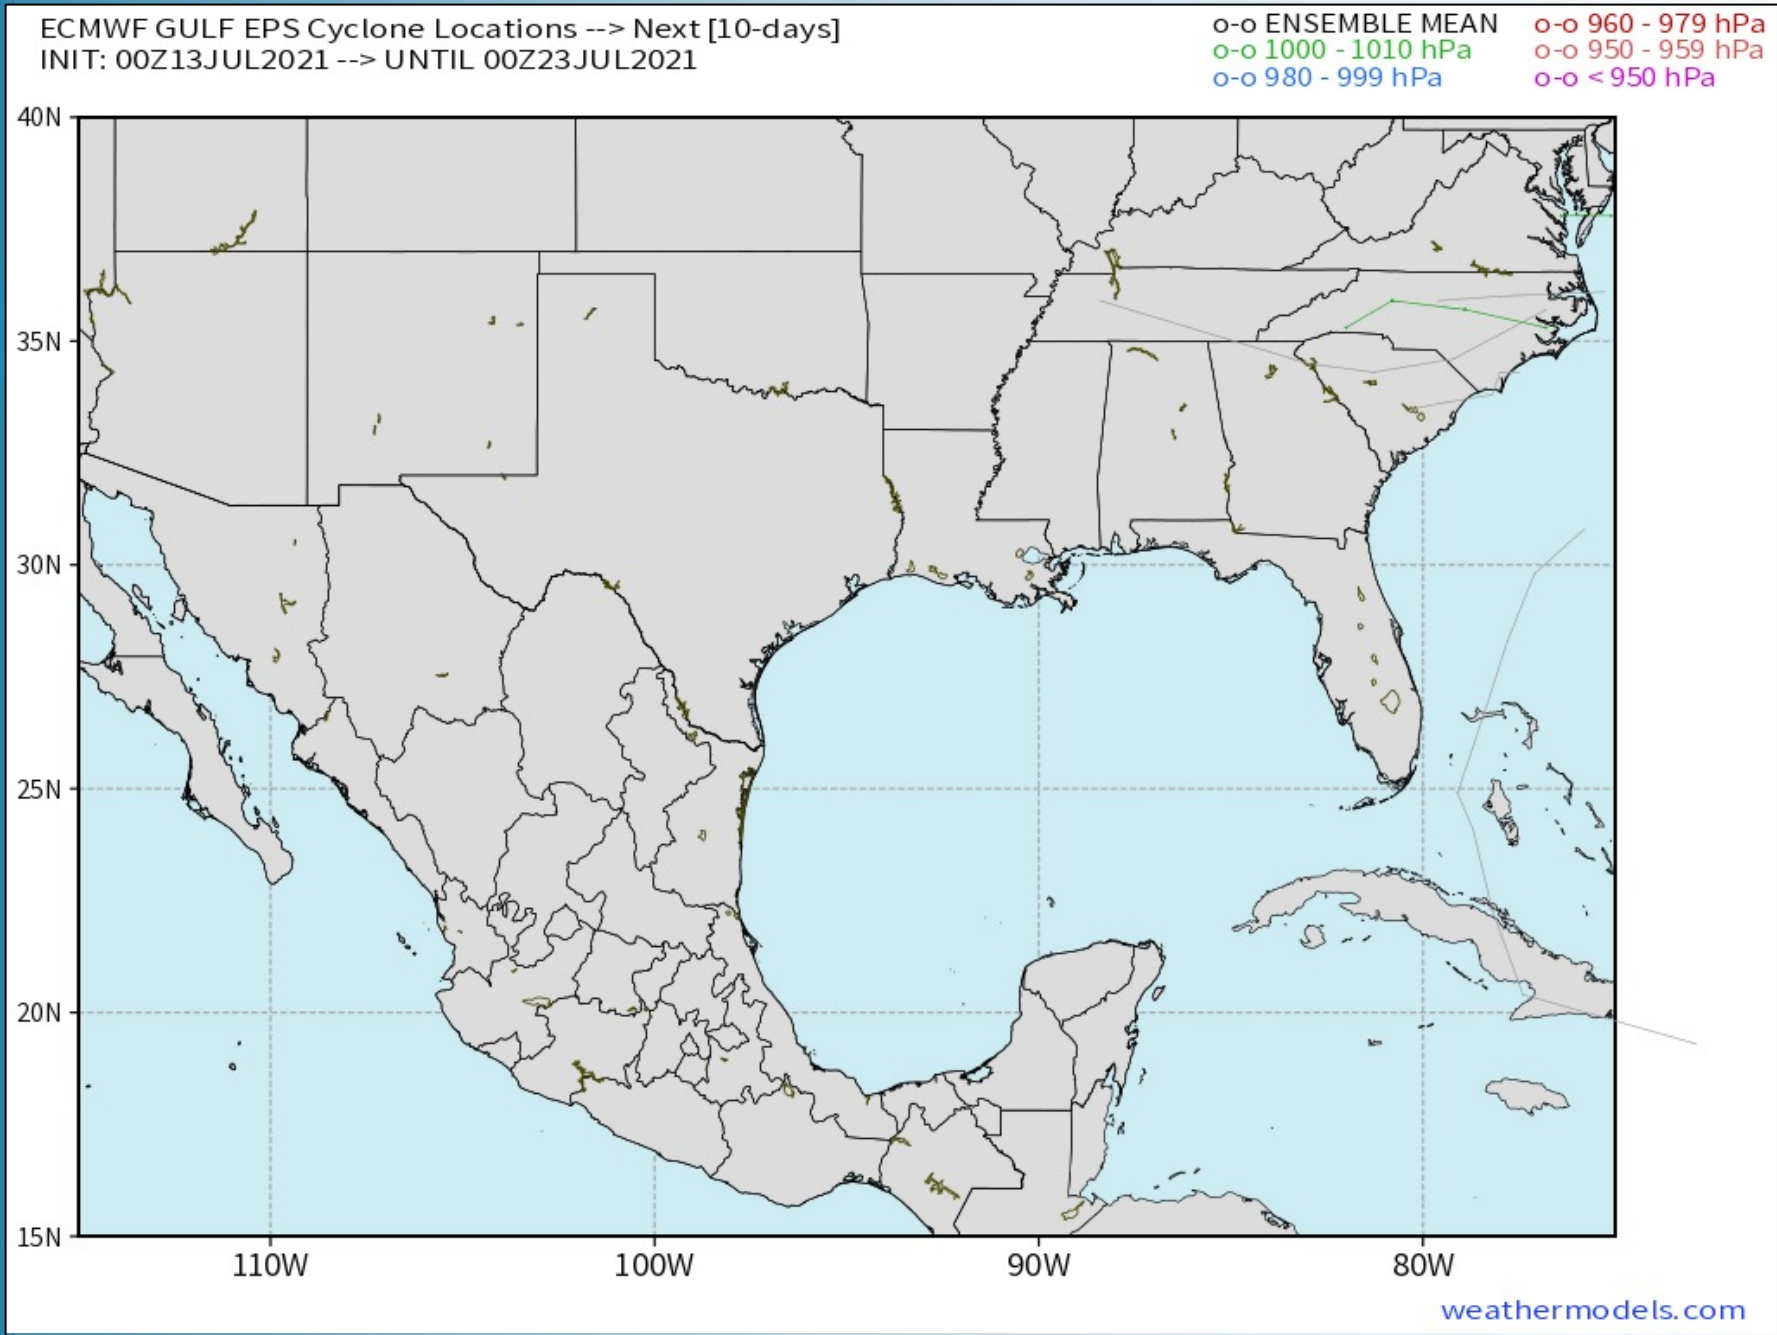 ECMWF GULF EPS Cyclone Locations --> Next [10-days]
INIT: 00Z13JUL2021 --> UNTIL 00Z23JUL2021
o-o ENSEMBLE MEAN
o-o 1000 - 1010 hPa
o-o 980 - 999 hPa
o-o 960 - 979 hPa
o-o 950 - 959 hPa
o-o < 950 hPa
40N
35N
30N
25N
20N
15N
110W
100W
90W
80W
weathermodels.com